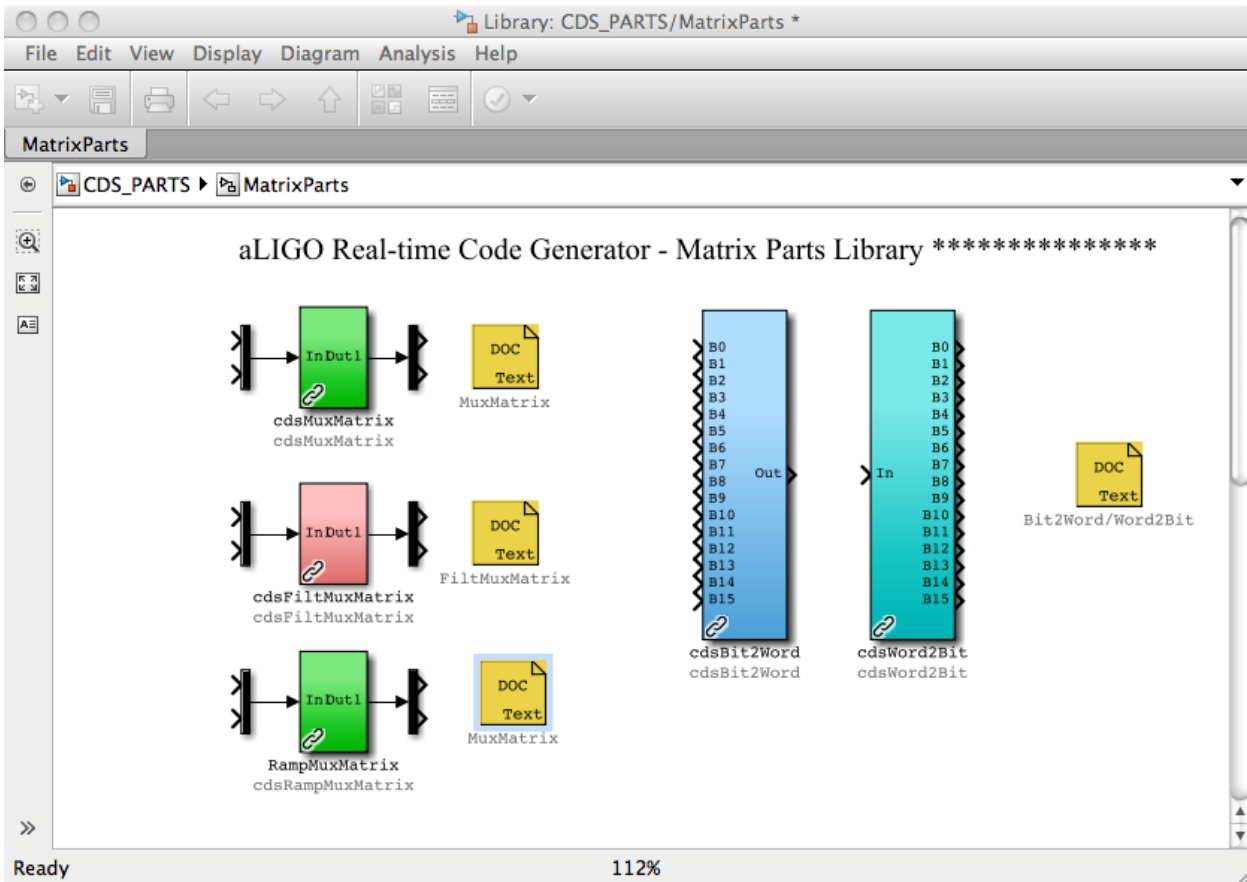 Library: CDS_PARTS/MatrixParts *
File Edit View Display Diagram Analysis Help
MatrixParts
CDS_PARTS MatrixParts
aLIGO Real-time Code Generator - Matrix Parts Library ***************
InOut1
DOC
Text
MuxMatrix
cdsMuxMatrix
cdsMuxMatrix
InOut1
DOC
Text
FiltMuxMatrix
cdsFiltMuxMatrix
cdsFiltMuxMatrix
InOut1
DOC
Text
MuxMatrix
RampMuxMatrix
cdsRampMuxMatrix
B0
B1
B2
B3
B4
B5
B6
B7
B8
B9
B10
B11
B12
B13
B14
B15
Out
cdsBit2Word
cdsBit2Word
In
B0
B1
B2
B3
B4
B5
B6
B7
B8
B9
B10
B11
B12
B13
B14
B15
cdsWord2Bit
cdsWord2Bit
DOC
Text
Bit2Word/Word2Bit
Ready 112%